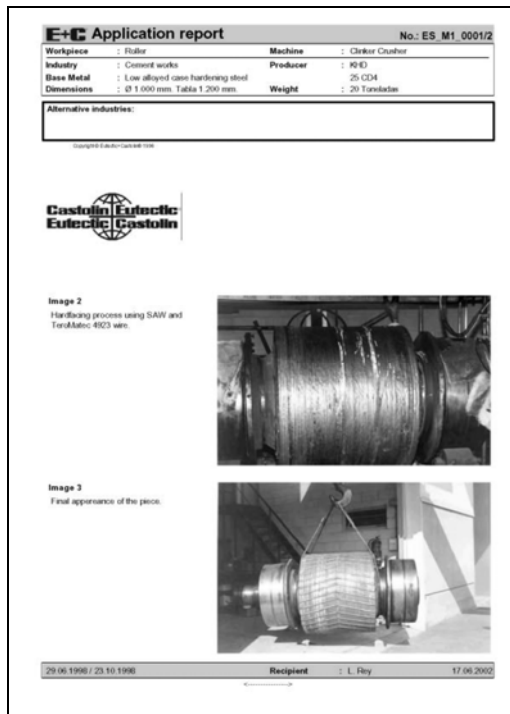 E+C Application report No.: ES_M1_0001/2
Workpiece : Roller Machine : Clinker Crusher
Industry : Cement works Producer : KHD
Base Metal : Low alloyed case hardening steel 25 CD4
Dimensions : Ø 1.000 mm. Tabla 1.200 mm. Weight : 20 Toneladas
Alternative industries:
Castolin Eutectic
Eutectic Castolin
Image 2
Hardfacing process using SAW and
TeroMatec 4923 wire.
Image 3
Final appereance of the piece.
29.06.1998 / 23.10.1998 Recipient : L. Rey 17.06.2002